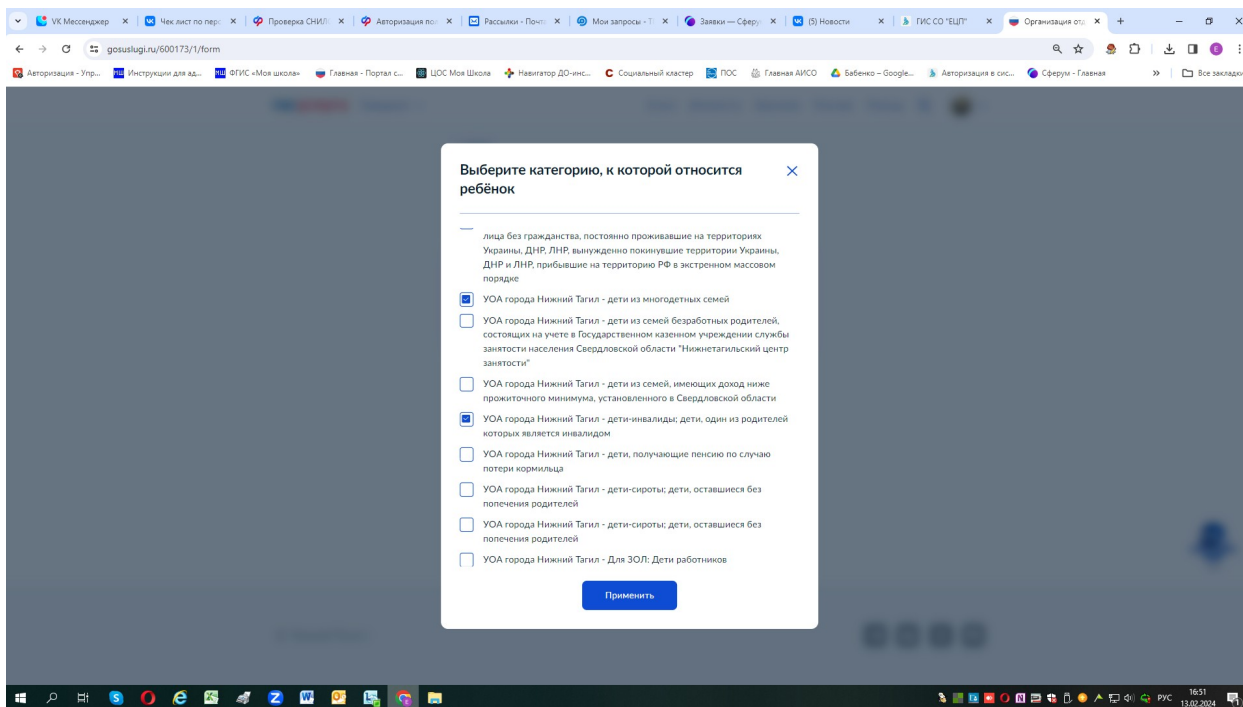 VK Мессенджер
Чек лист по перс
Проверка СНИЛ
Авторизация пол
Рассылки - Почта
Мои запросы - Т
Заявки — Сферу
(5) Новости
ГИС СО "ЕЦП"
Организация отд
gosuslugi.ru/600173/1/form
Авторизация - Упр...
Инструкции для ад...
ФГИС «Моя школа»
Главная - Портал с...
ЦОС Моя Школа
Навигатор ДО-инс...
Социальный кластер
ПОС
Главная АИСО
Бабенко – Google...
Авторизация в сис...
Сферум - Главная
Все закладки
Выберите категорию, к которой относится
ребёнок
лица без гражданства, постоянно проживавшие на территориях
Украины, ДНР, ЛНР, вынужденно покинувшие территории Украины,
ДНР и ЛНР, прибывшие на территорию РФ в экстренном массовом
порядке
УОА города Нижний Тагил - дети из многодетных семей
УОА города Нижний Тагил - дети из семей безработных родителей,
состоящих на учете в Государственном казенном учреждении службы
занятости населения Свердловской области "Нижнетагильский центр
занятости"
УОА города Нижний Тагил - дети из семей, имеющих доход ниже
прожиточного минимума, установленного в Свердловской области
УОА города Нижний Тагил - дети-инвалиды; дети, один из родителей
которых является инвалидом
УОА города Нижний Тагил - дети, получающие пенсию по случаю
потери кормильца
УОА города Нижний Тагил - дети-сироты; дети, оставшиеся без
попечения родителей
УОА города Нижний Тагил - дети-сироты; дети, оставшиеся без
попечения родителей
УОА города Нижний Тагил - Для ЗОЛ: Дети работников
Применить
РУС
16:51
13.02.2024